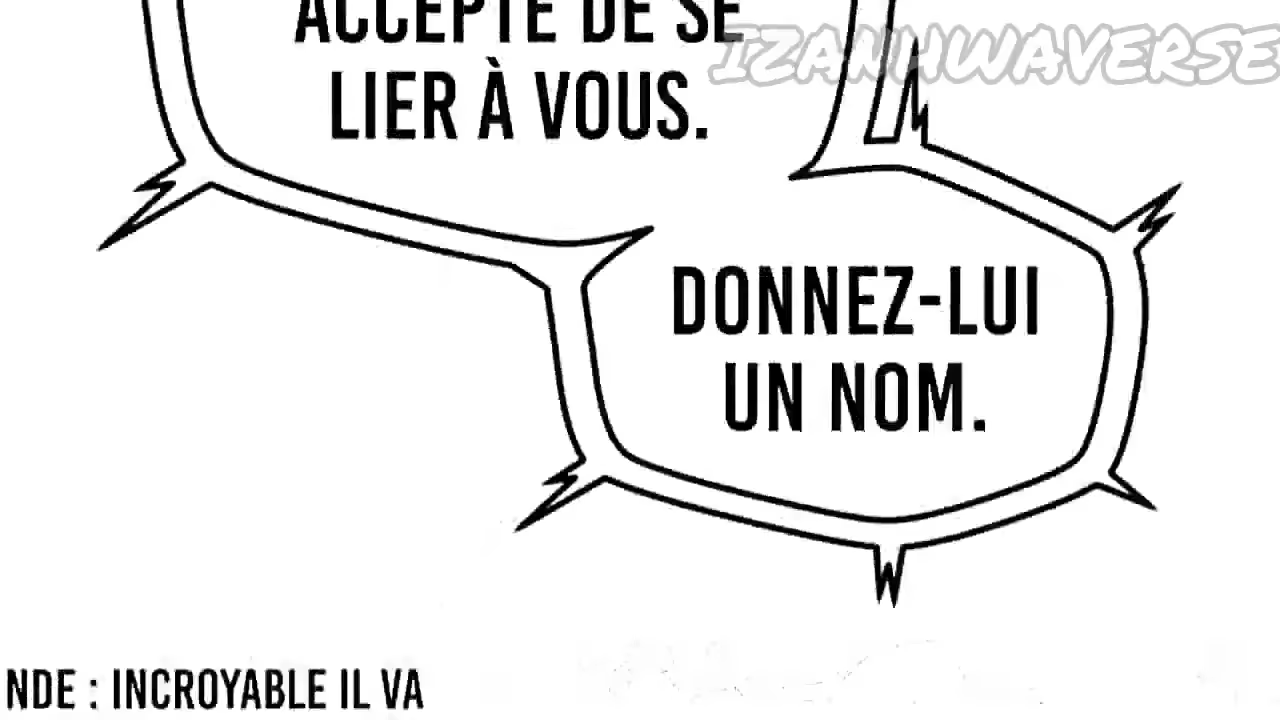 ACCEPTE DE SE
IZANHWAVERSE
LIER À VOUS.
DONNEZ-LUI
UN NOM.
NDE : INCROYABLE IL VA